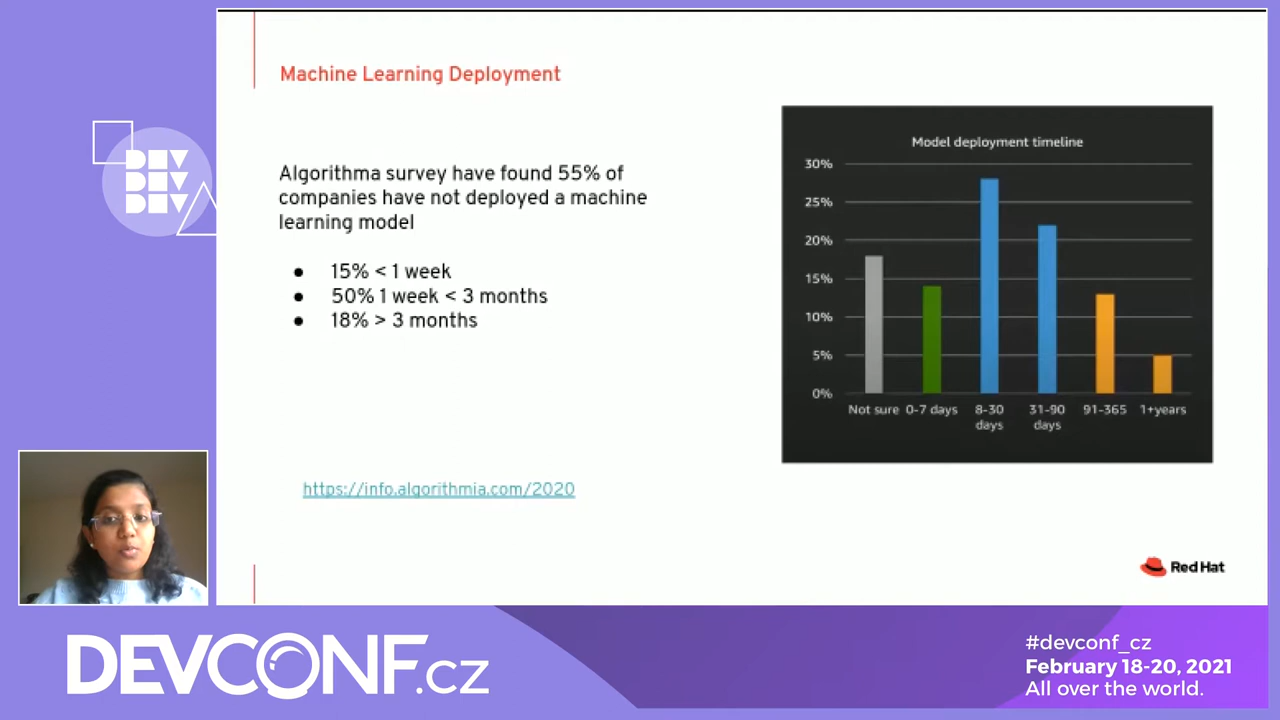 Machine Learning Deployment
Algorithma survey have found 55% of
companies have not deployed a machine
learning model
● 15% < 1 week
● 50% 1 week < 3 months
● 18% > 3 months
https://info.algorithmia.com/2020
Model deployment timeline
30%
25%
20%
15%
10%
5%
0%
Not sure 0-7 days 8-30 31-90 91-365 1+years
days days
Red Hat
DEV
DEV
DEV
DEVCONF.cz
#devconf_cz
February 18-20, 2021
All over the world.